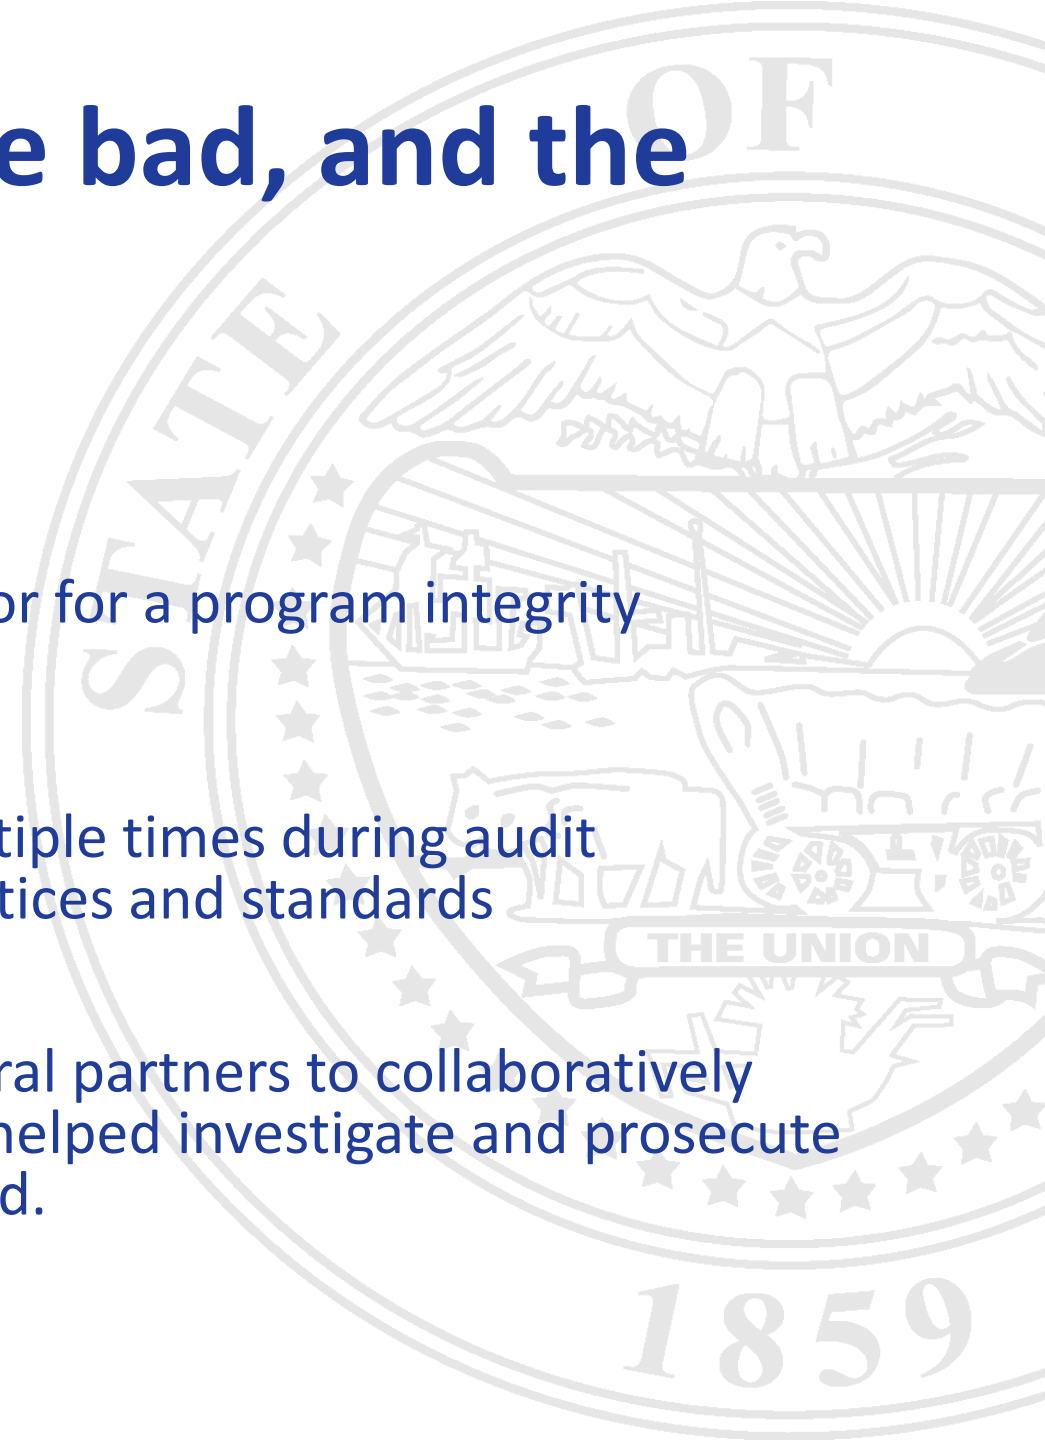 e bad, and the
or for a program integrity
tiple times during audit
tices and standards
ral partners to collaboratively
helped investigate and prosecute
d.
STATE OF
THE UNION
1859